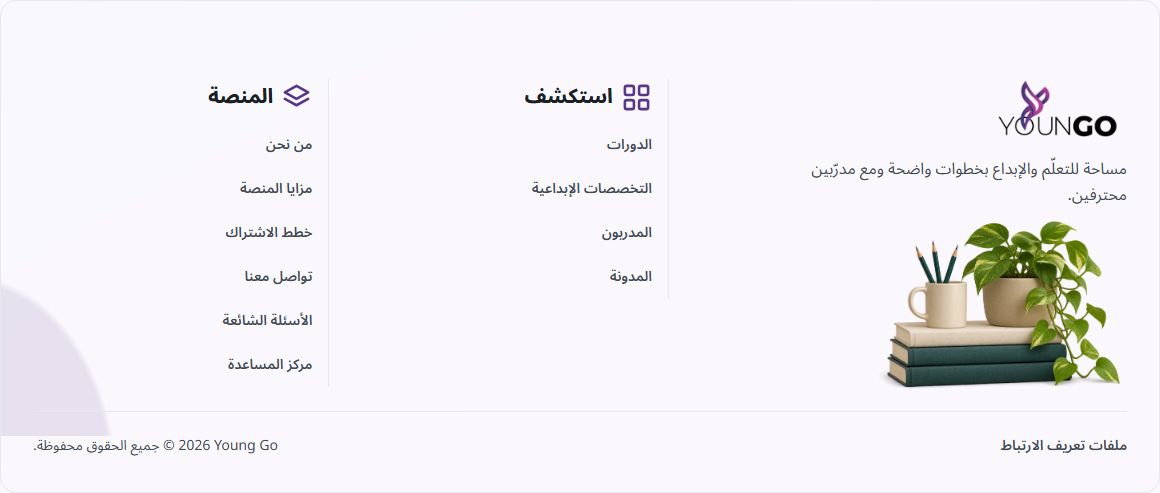 YOUNGO
مساحة للتعلّم والإبداع بخطوات واضحة ومع مدرّبين
محترفين.
استكشف
الدورات
التخصصات الإبداعية
المدربون
المدونة
المنصة
من نحن
مزايا المنصة
خطط الاشتراك
تواصل معنا
الأسئلة الشائعة
مركز المساعدة
ملفات تعريف الارتباط
© 2026 Young Go جميع الحقوق محفوظة.